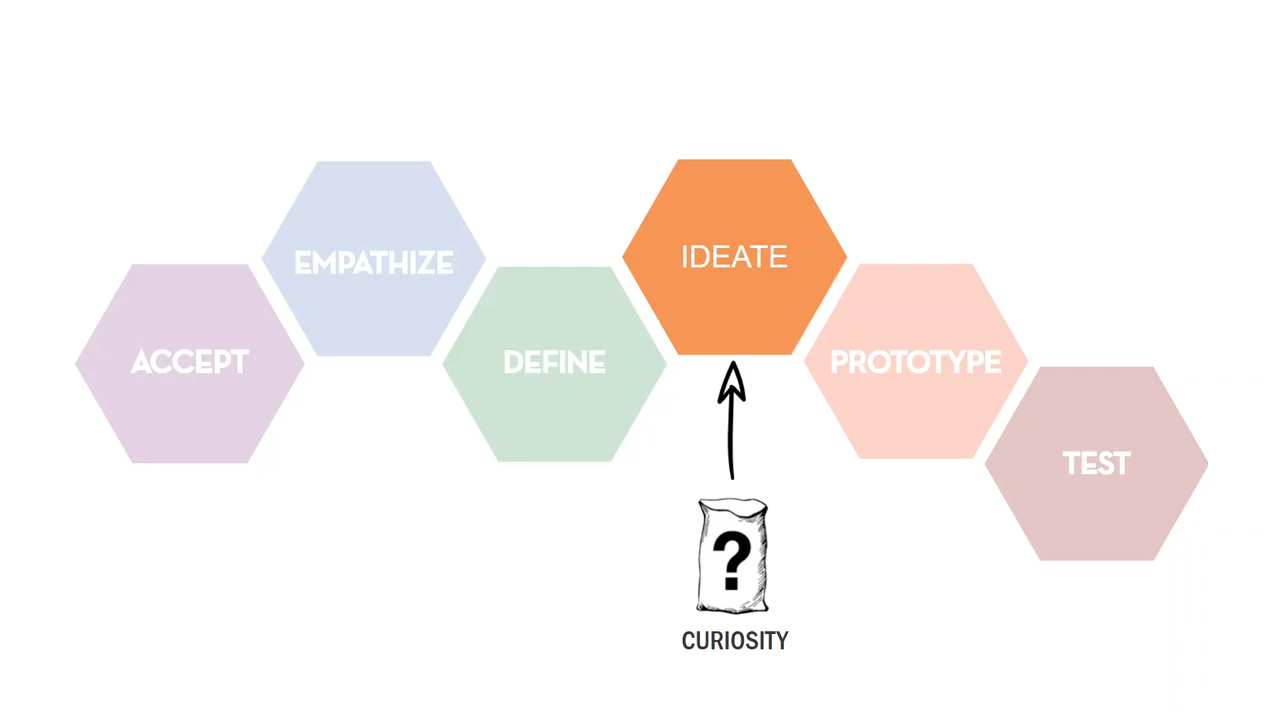 ACCEPT
EMPATHIZE
DEFINE
IDEATE
PROTOTYPE
TEST
?
CURIOSITY